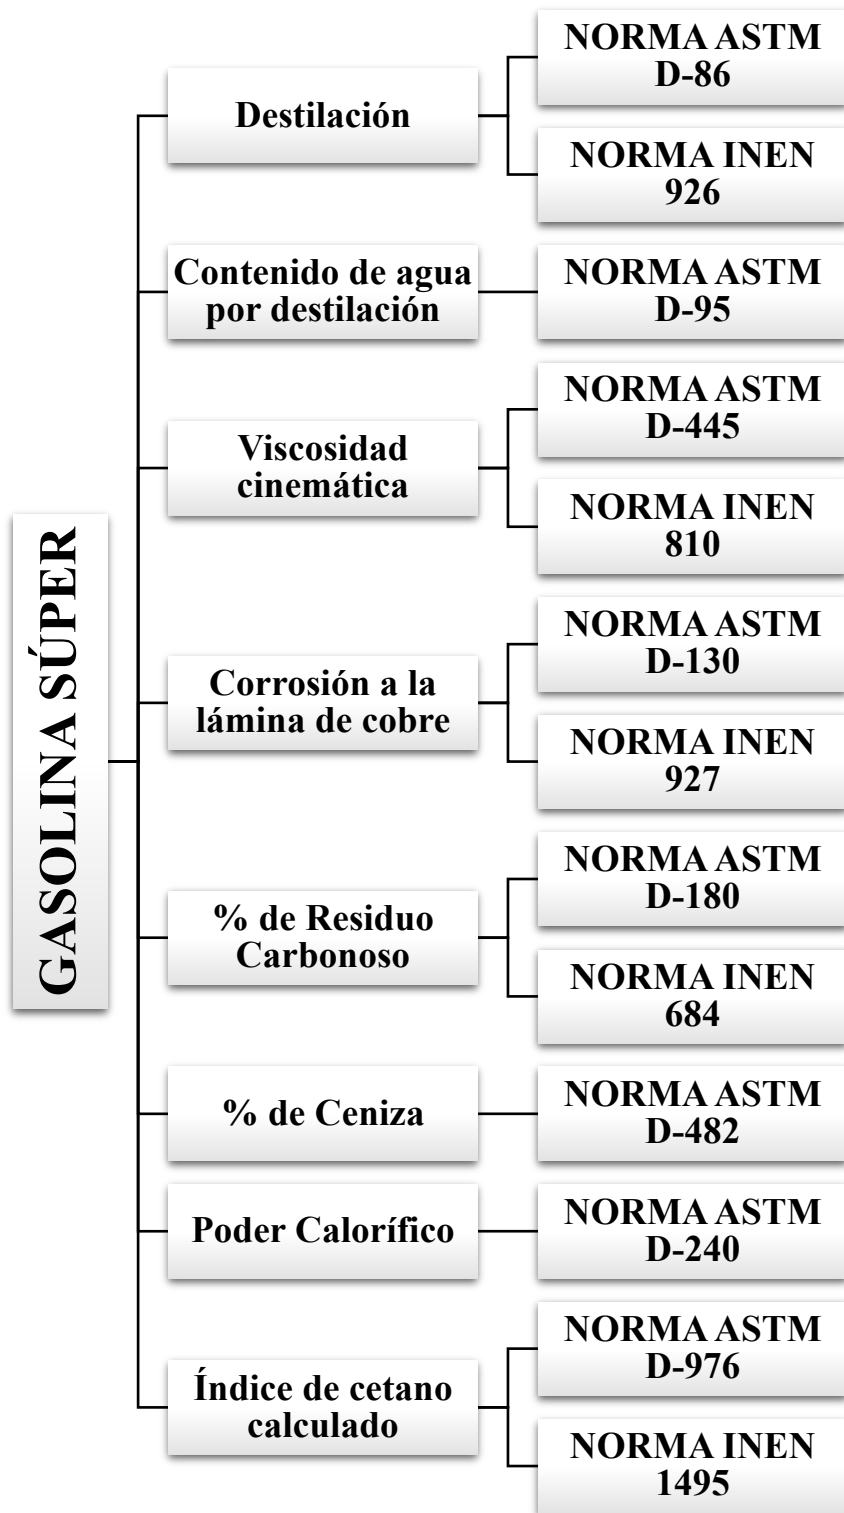 GASOLINA SÚPER
Destilación
NORMA ASTM
D-86
NORMA INEN
926
Contenido de agua
por destilación
NORMA ASTM
D-95
Viscosidad
cinemática
NORMA ASTM
D-445
NORMA INEN
810
Corrosión a la
lámina de cobre
NORMA ASTM
D-130
NORMA INEN
927
% de Residuo
Carbonoso
NORMA ASTM
D-180
NORMA INEN
684
% de Ceniza
NORMA ASTM
D-482
Poder Calorífico
NORMA ASTM
D-240
Índice de cetano
calculado
NORMA ASTM
D-976
NORMA INEN
1495